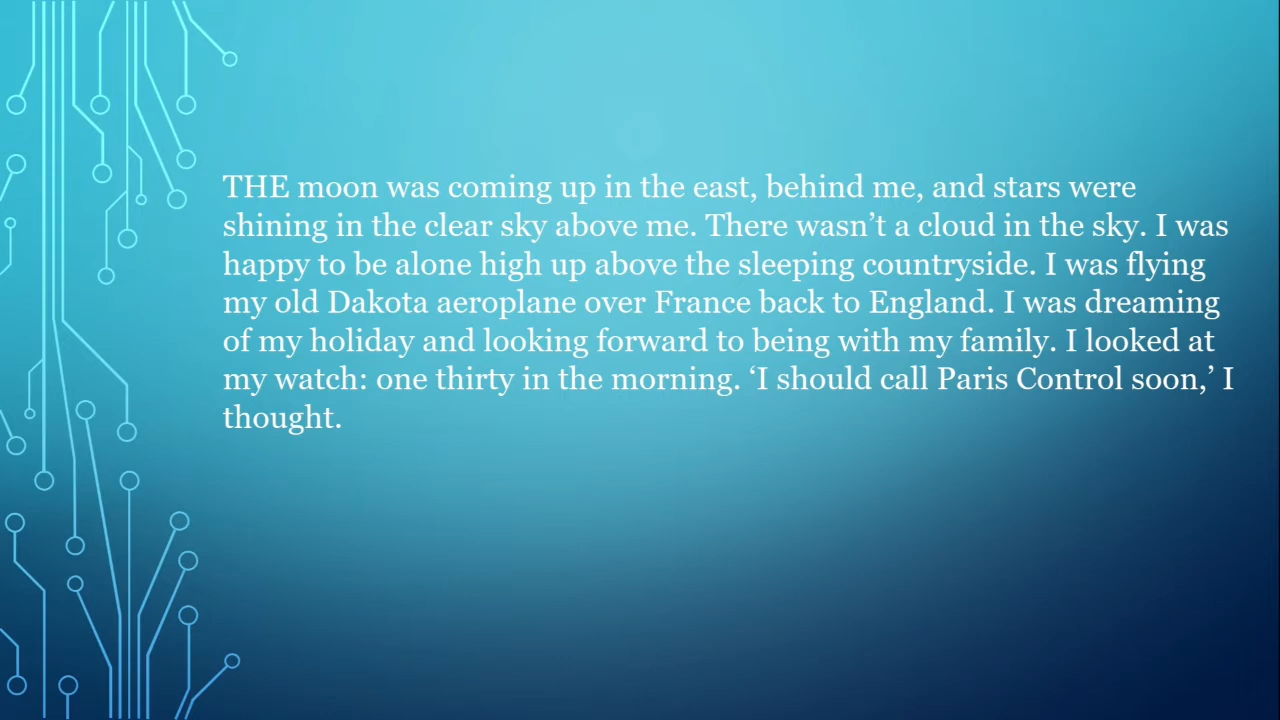 THE moon was coming up in the east, behind me, and stars were
shining in the clear sky above me. There wasn’t a cloud in the sky. I was
happy to be alone high up above the sleeping countryside. I was flying
my old Dakota aeroplane over France back to England. I was dreaming
of my holiday and looking forward to being with my family. I looked at
my watch: one thirty in the morning. ‘I should call Paris Control soon,’ I
thought.